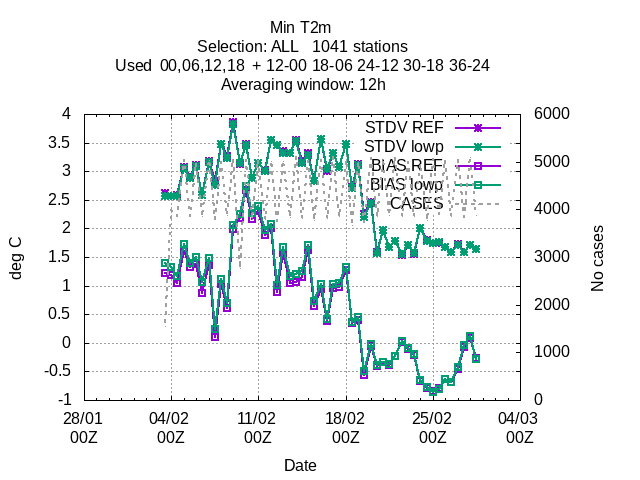 Min T2m
Selection: ALL   1041 stations
Used  00,06,12,18  + 12-00 18-06 24-12 30-18 36-24
Averaging window: 12h
4
3.5
3
2.5
2
1.5
1
0.5
0
-0.5
-1
deg C
6000
5000
4000
3000
2000
1000
0
No cases
STDV REF
STDV lowp
BIAS REF
BIAS lowp
CASES
28/01 04/02 11/02 18/02 25/02 04/03
00Z 00Z 00Z 00Z 00Z 00Z
Date